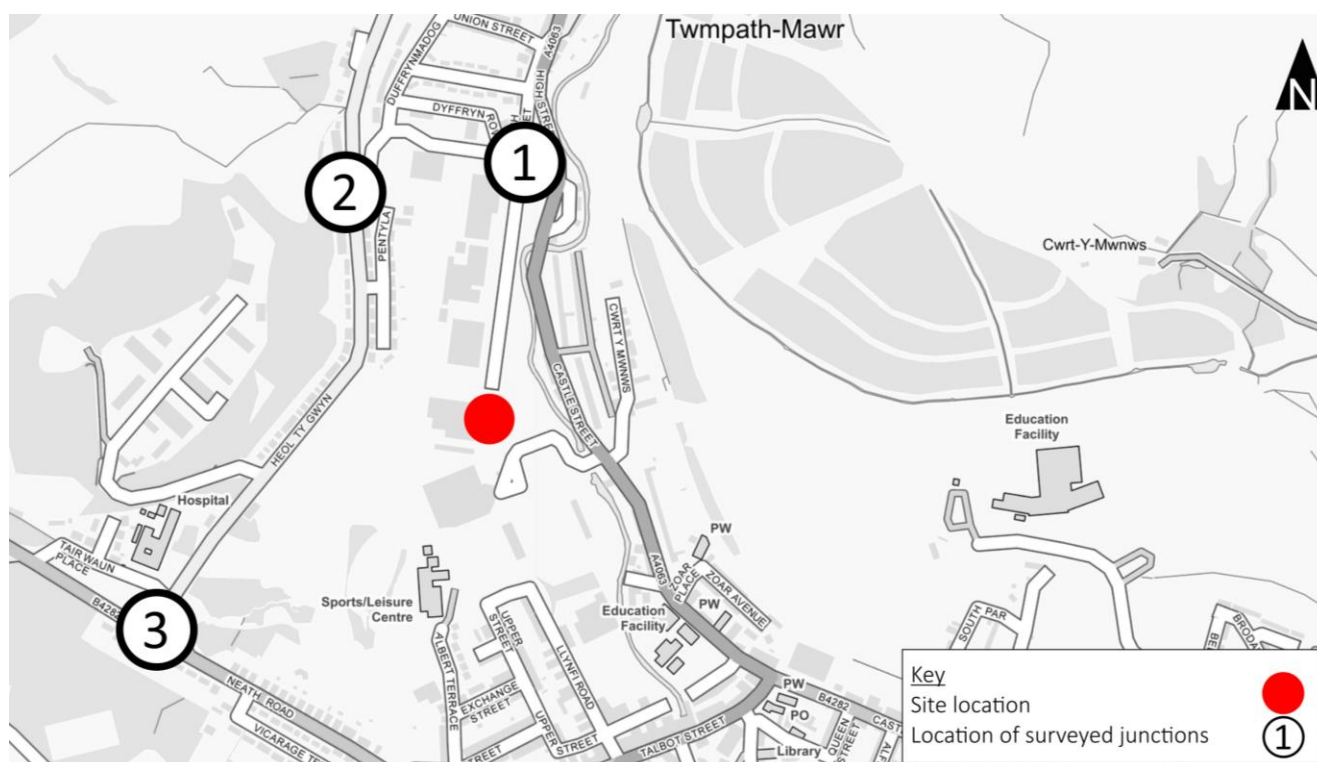 UNION STREET
A4063
Twmpath-Mawr
N
DUFFRYNMADOG
HIGH STREET
DYFFRYN
1
2
PENTYLA
Cwrt-Y-Mwnws
CWRT Y MWNWS
CASTLE STREET
Education
Facility
HEOL TY GWYN
Hospital
TAIR WAUN
PLACE
B4282
3
Sports/Leisure
Centre
A4063
PW
ZOAR
PLACE
ZOAR AVENUE
PW
Education
Facility
UPPER
STREET
LLYNFI ROAD
ALBERT TERRACE
EXCHANGE
STREET
UPPER
STREET
STREET
NEATH ROAD
VICARAGE
TALBOT STREET
PW
B4282
PO
QUEEN
STREET
Library
SOUTH PAR
Key
Site location
Location of surveyed junctions
1